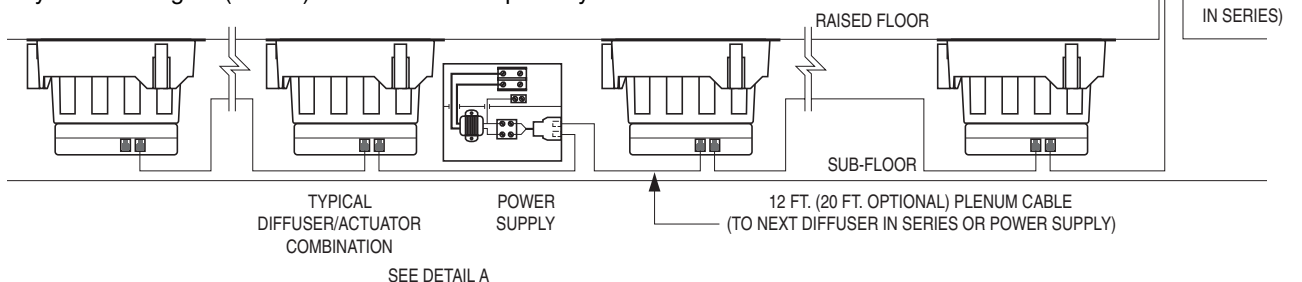 RAISED FLOOR
IN SERIES)
SUB-FLOOR
TYPICAL
DIFFUSER/ACTUATOR
COMBINATION
POWER
SUPPLY
12 FT. (20 FT. OPTIONAL) PLENUM CABLE
(TO NEXT DIFFUSER IN SERIES OR POWER SUPPLY)
SEE DETAIL A